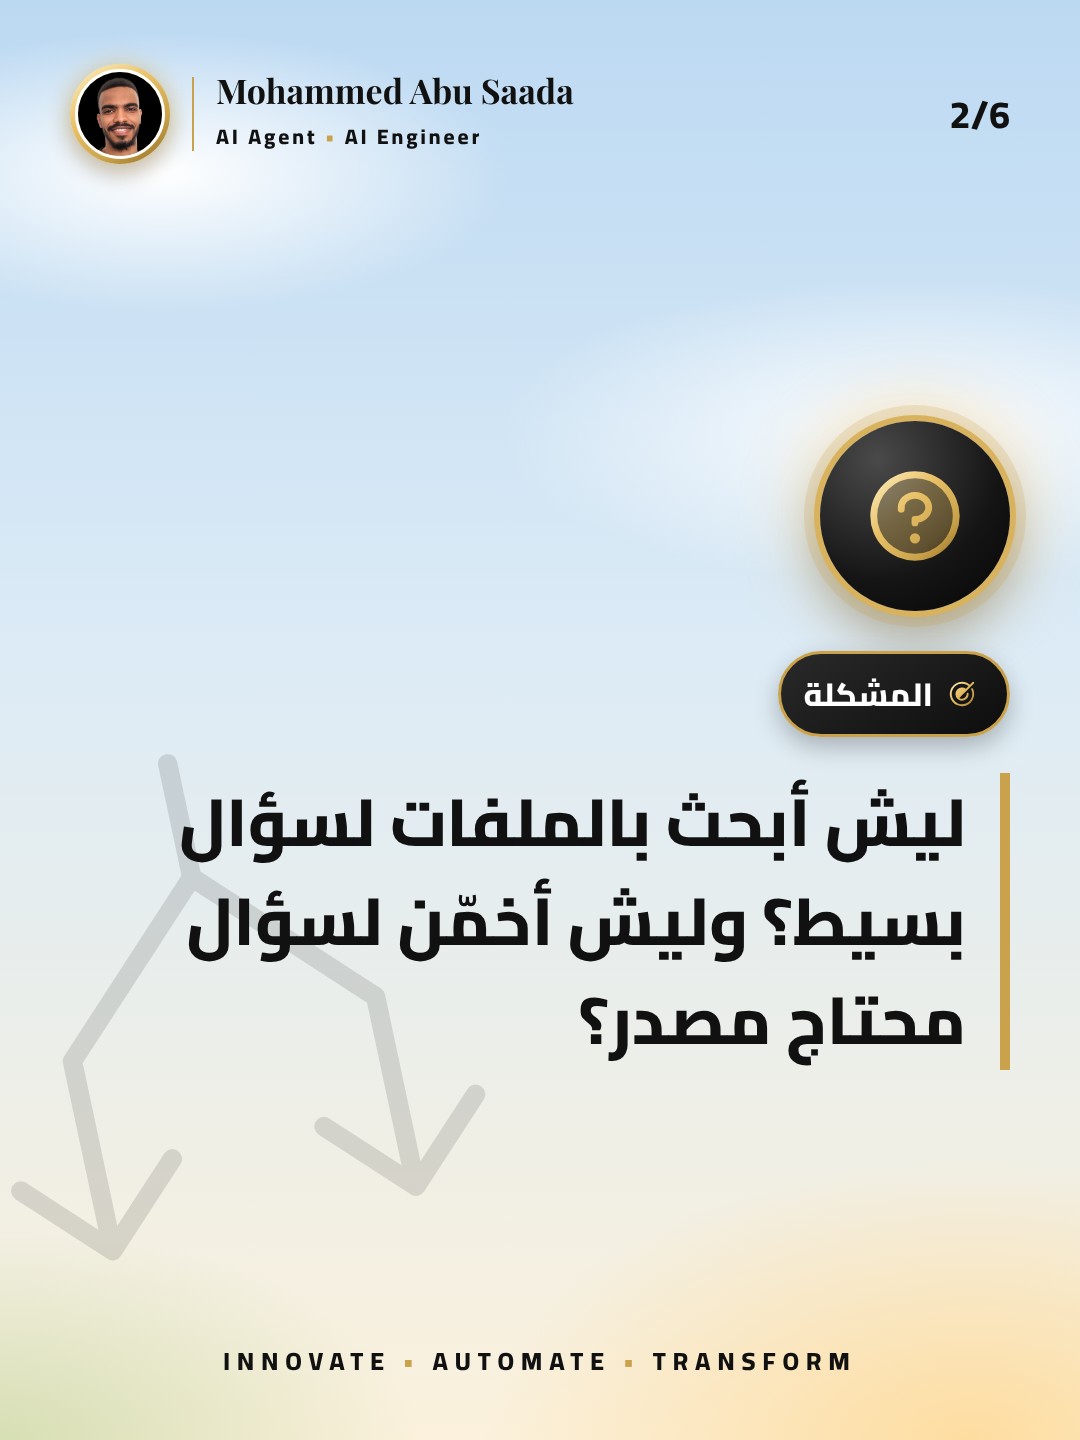 Mohammed Abu Saada
AI Agent ▪ AI Engineer
2/6
المشكلة
ليش أبحث بالملفات لسؤال
بسيط؟ وليش أخمّن لسؤال
محتاج مصدر؟
INNOVATE ▪ AUTOMATE ▪ TRANSFORM